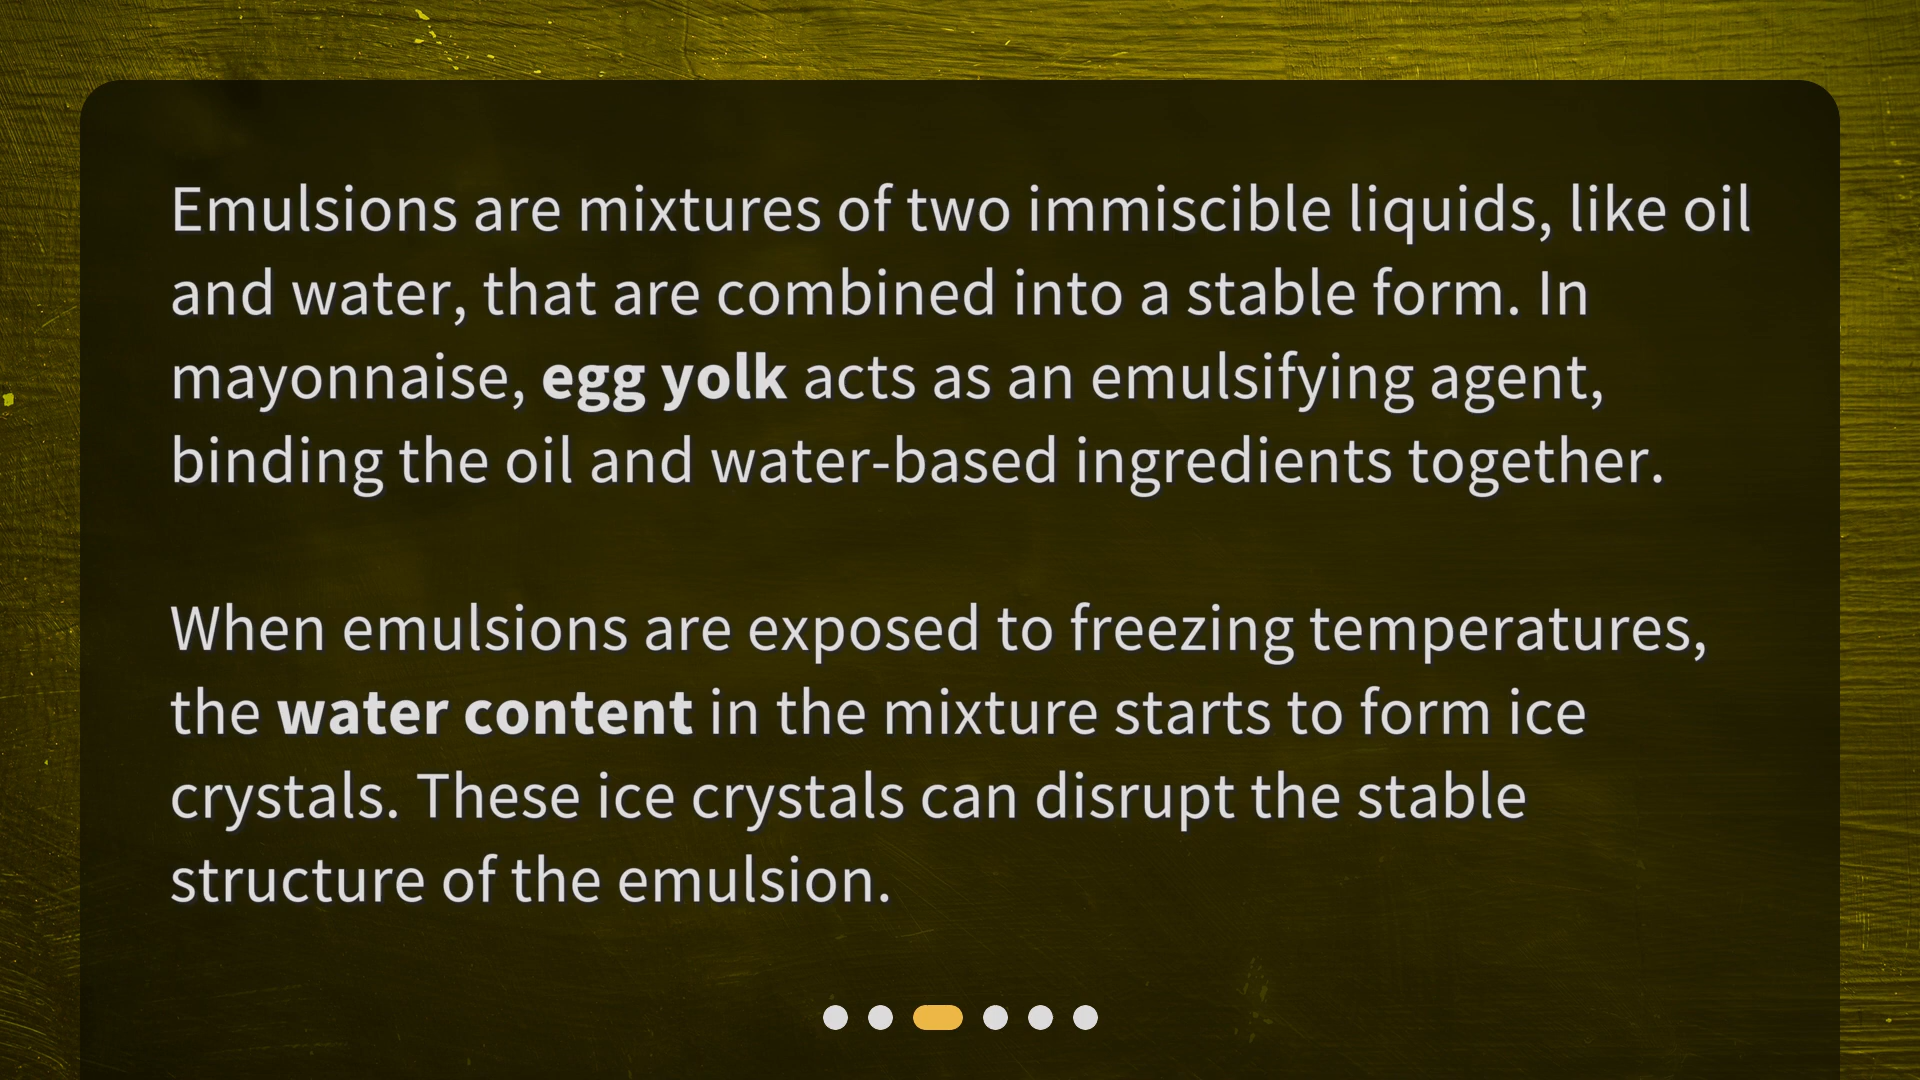 Emulsions are mixtures of two immiscible liquids, like oil
and water, that are combined into a stable form. In
mayonnaise, egg yolk acts as an emulsifying agent,
binding the oil and water-based ingredients together.
When emulsions are exposed to freezing temperatures,
the water content in the mixture starts to form ice
crystals. These ice crystals can disrupt the stable
structure of the emulsion.